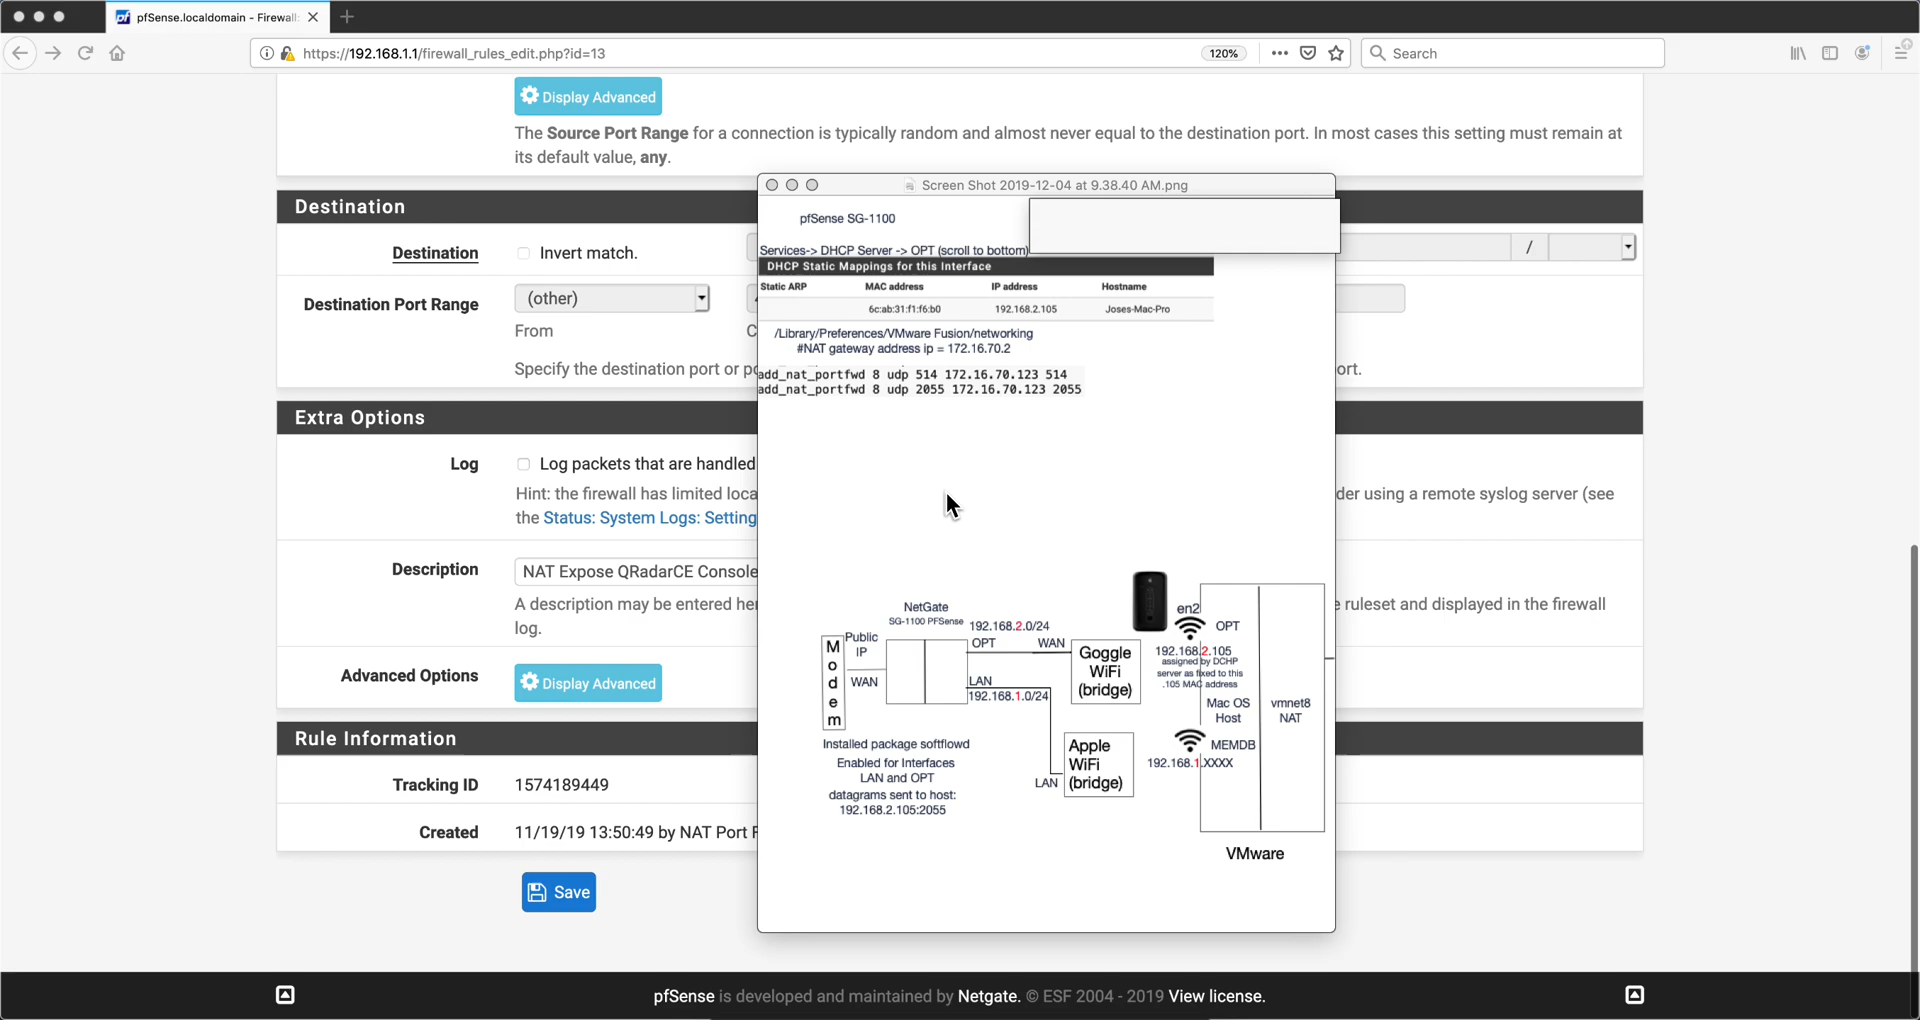 pfSense.localdomain - Firewall:
https://192.168.1.1/firewall_rules_edit.php?id=13
120%
Search
Display Advanced
The Source Port Range for a connection is typically random and almost never equal to the destination port. In most cases this setting must remain at
its default value, any.
Destination
Destination
Invert match.
/
Destination Port Range
(other)
From
Specify the destination port or
ort.
Extra Options
Log
Log packets that are handled
Hint: the firewall has limited
der using a remote syslog server (see
the Status: System Logs: Setting
Description
NAT Expose QRadarCE Console
A description may be entered
ruleset and displayed in the firewall
log.
Advanced Options
Display Advanced
Rule Information
Tracking ID
1574189449
Created
11/19/19 13:50:49 by NAT Port
Save
Screen Shot 2019-12-04 at 9.38.40 AM.png
pfSense SG-1100
Services-> DHCP Server -> OPT (scroll to bottom)
DHCP Static Mappings for this Interface
Static ARP
MAC address
IP address
Hostname
6c:ab:31:f1:f6:b0
192.168.2.105
Joses-Mac-Pro
/Library/Preferences/VMware Fusion/networking
#NAT gateway address ip = 172.16.70.2
add_nat_portfwd 8 udp 514 172.16.70.123 514
add_nat_portfwd 8 udp 2055 172.16.70.123 2055
Modem
Public
IP
WAN
NetGate
SG-1100 PFSense
192.168.2.0/24
OPT
WAN
LAN
192.168.1.0/24
Goggle
WiFi
(bridge)
Apple
WiFi
(bridge)
LAN
en2
OPT
192.168.2.105
assigned by DCHP
server as fixed to this
.105 MAC address
Mac OS
Host
vmnet8
NAT
MEMDB
192.168.1.XXXX
VMware
Installed package softflowd
Enabled for Interfaces
LAN and OPT
datagrams sent to host:
192.168.2.105:2055
pfSense is developed and maintained by Netgate. © ESF 2004 - 2019 View license.